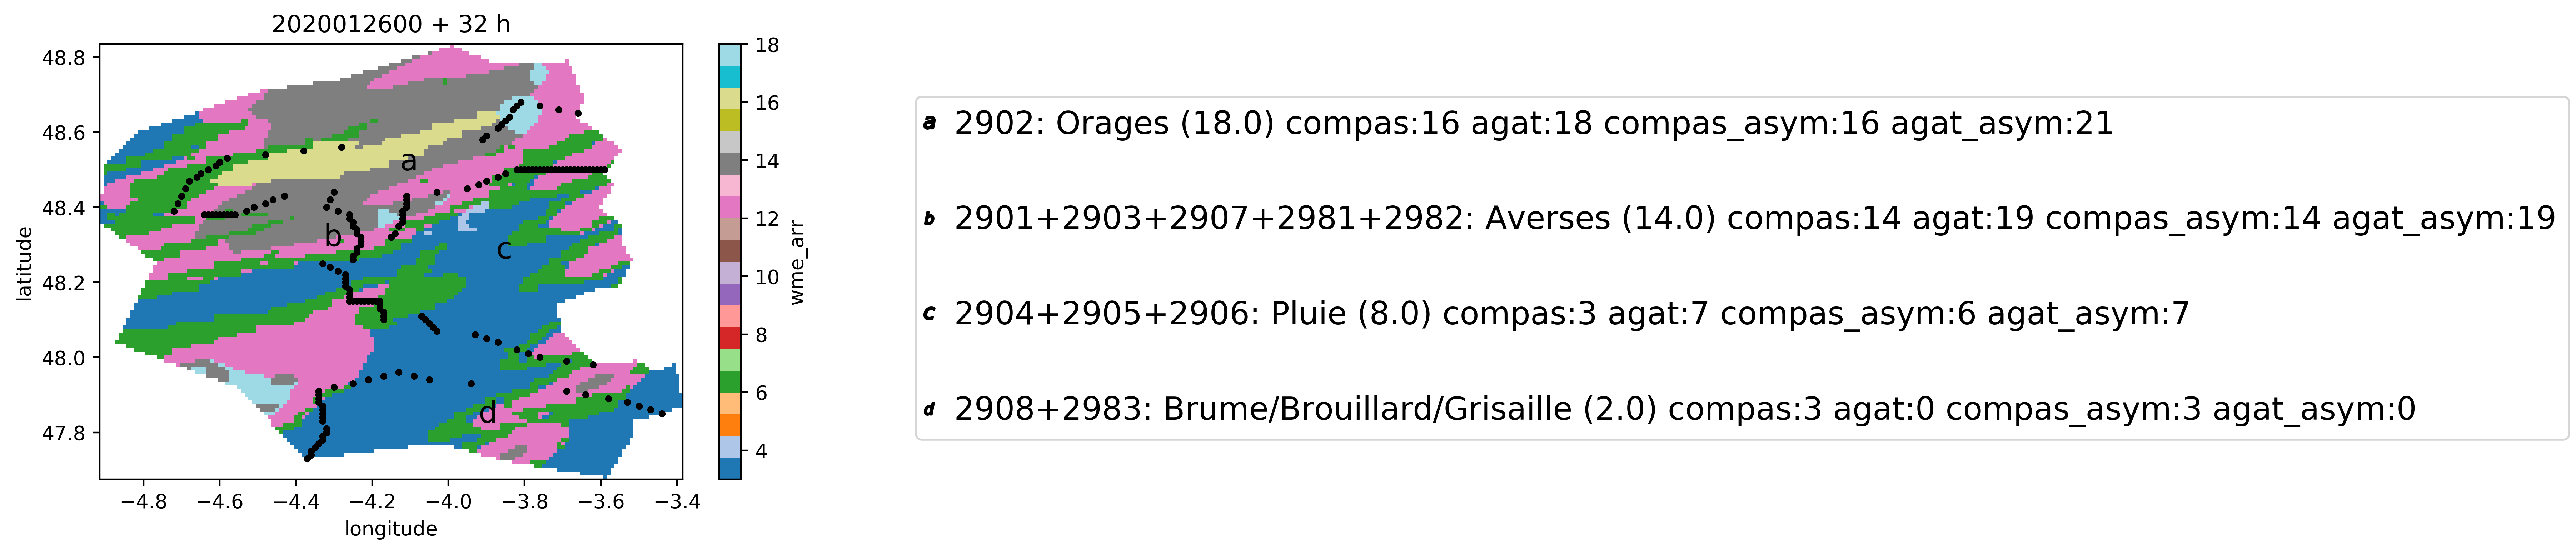 2020012600 + 32 h
48.8
48.6
48.4
48.2
48.0
47.8
latitude
−4.8 −4.6 −4.4 −4.2 −4.0 −3.8 −3.6 −3.4
longitude
a
b
c
d
18
16
14
12
10
8
6
4
wme_arr
a 2902: Orages (18.0) compas:16 agat:18 compas_asym:16 agat_asym:21
b 2901+2903+2907+2981+2982: Averses (14.0) compas:14 agat:19 compas_asym:14 agat_asym:19
c 2904+2905+2906: Pluie (8.0) compas:3 agat:7 compas_asym:6 agat_asym:7
d 2908+2983: Brume/Brouillard/Grisaille (2.0) compas:3 agat:0 compas_asym:3 agat_asym:0